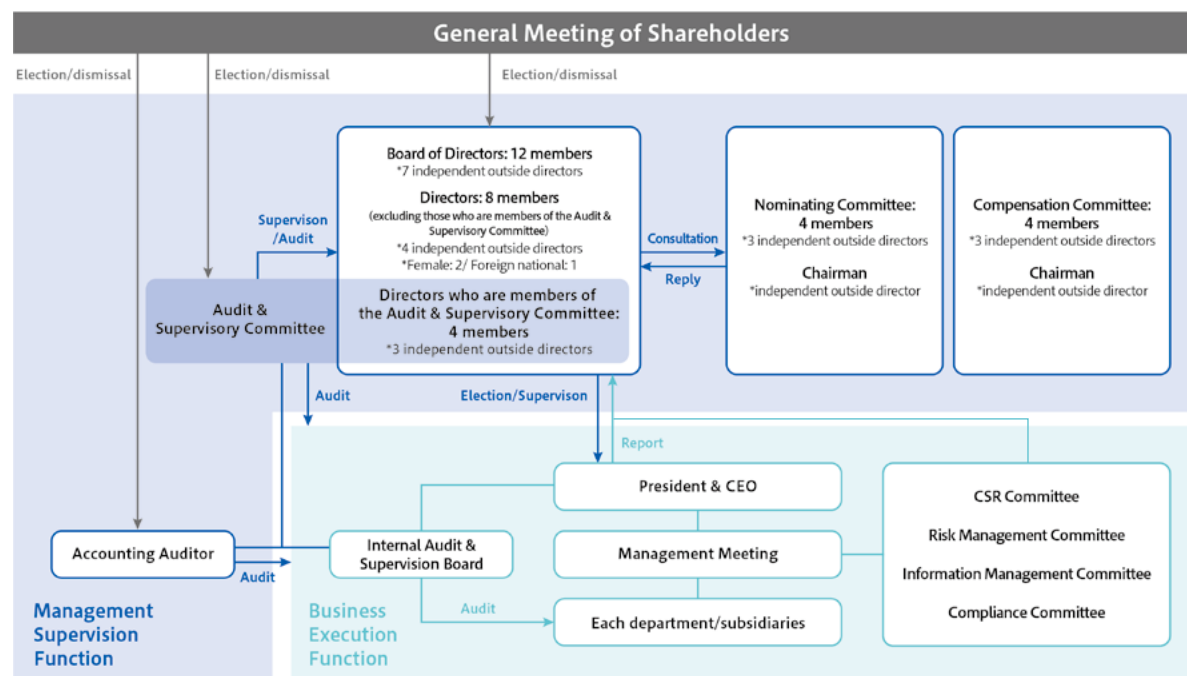 General Meeting of Shareholders
Election/dismissal
Election/dismissal
Election/dismissal
Board of Directors: 12 members
*7 independent outside directors
Directors: 8 members
(excluding those who are members of the Audit &
Supervisory Committee)
*4 independent outside directors
*Female: 2/ Foreign national: 1
Supervison
/Audit
Audit &
Supervisory Committee
Directors who are members of
the Audit & Supervisory Committee:
4 members
*3 independent outside directors
Consultation
Reply
Nominating Committee:
4 members
*3 independent outside directors
Chairman
*independent outside director
Compensation Committee:
4 members
*3 independent outside directors
Chairman
*independent outside director
Audit
Election/Supervison
Report
President & CEO
Accounting Auditor
Audit
Internal Audit &
Supervision Board
Management Meeting
Audit
Each department/subsidiaries
CSR Committee
Risk Management Committee
Information Management Committee
Compliance Committee
Management
Supervision
Function
Business
Execution
Function